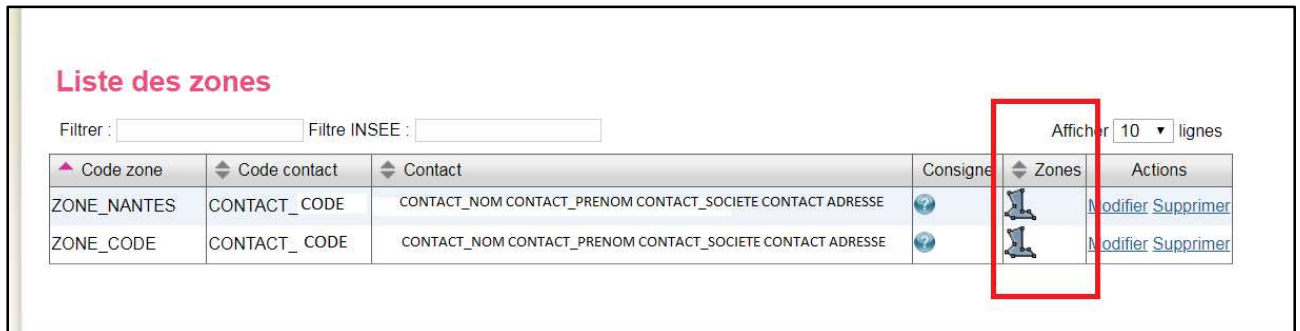 Liste des zones
Filtrer : Filtre INSEE : Afficher 10 lignes
Code zone Code contact Contact Consigne Zones Actions
ZONE_NANTES CONTACT_ CODE CONTACT_NOM CONTACT_PRENOM CONTACT_SOCIETE CONTACT ADRESSE ? Modifier Supprimer
ZONE_CODE CONTACT_ CODE CONTACT_NOM CONTACT_PRENOM CONTACT_SOCIETE CONTACT ADRESSE ? Modifier Supprimer